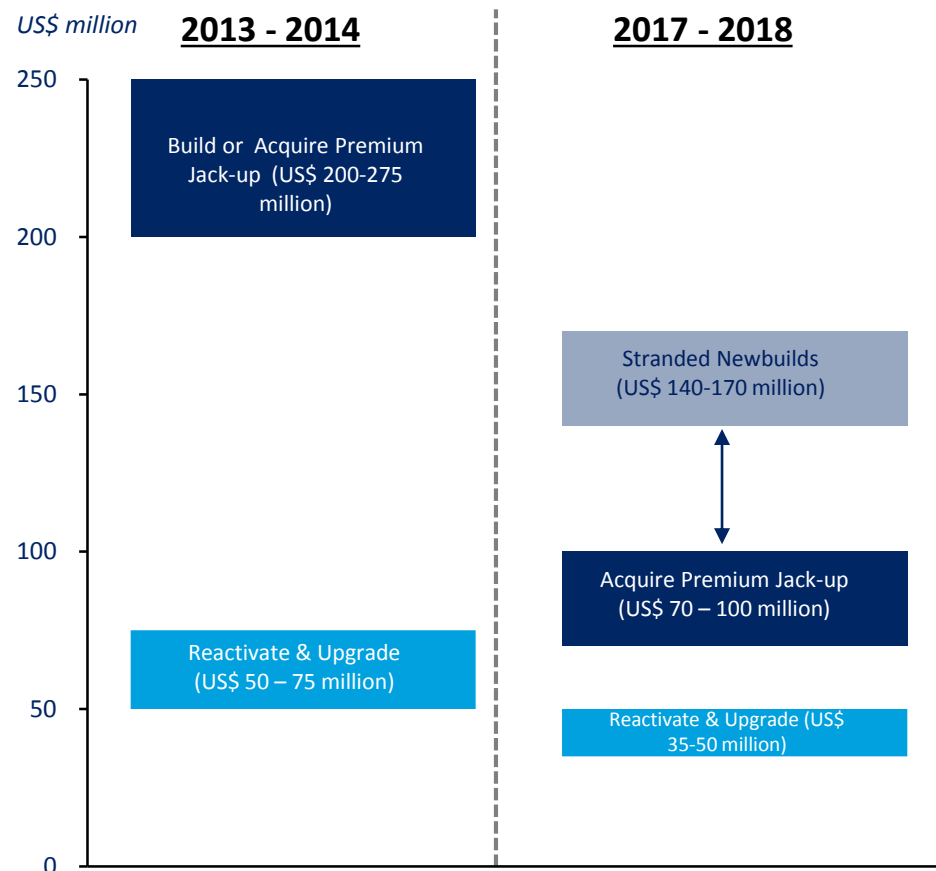 US$ million
2013 - 2014
2017 - 2018
250
200
150
100
50
0
Build or Acquire Premium
Jack-up (US$ 200-275
million)
Reactivate & Upgrade
(US$ 50 – 75 million)
Stranded Newbuilds
(US$ 140-170 million)
Acquire Premium Jack-up
(US$ 70 – 100 million)
Reactivate & Upgrade (US$
35-50 million)